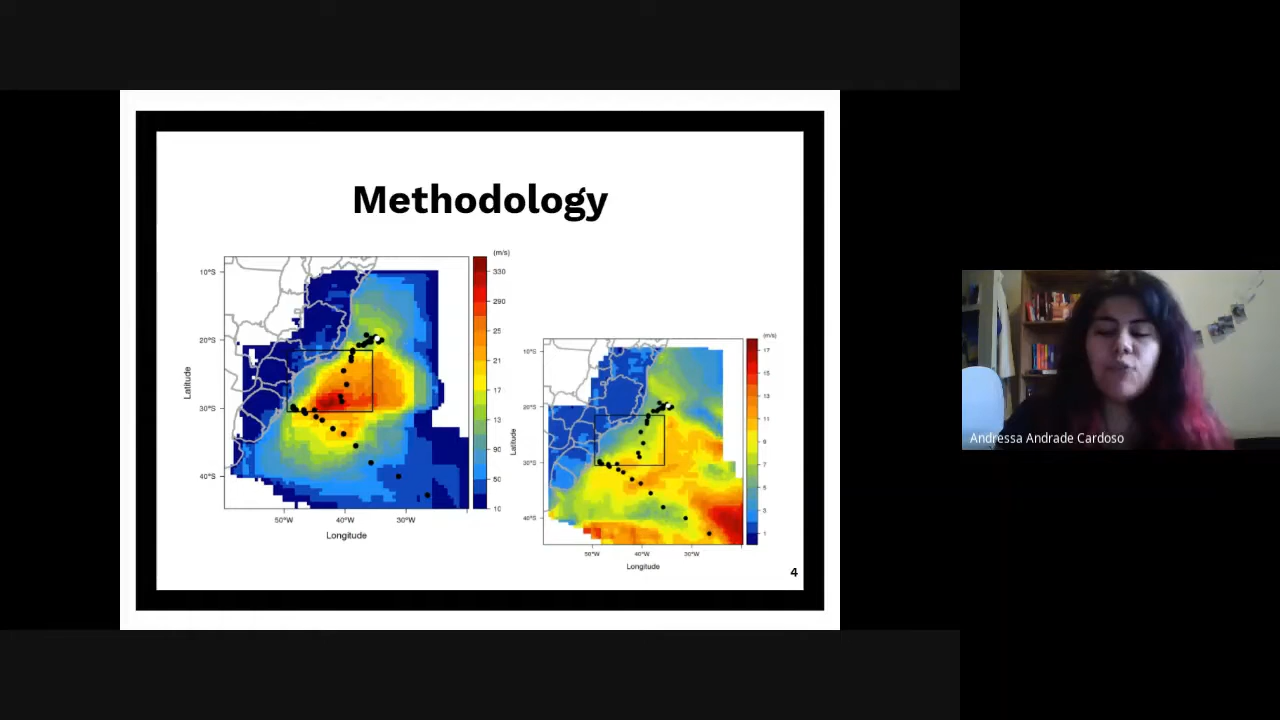 Methodology
(m/s)
10°S
20°S
30°S
40°S
Latitude
330
290
25
21
17
13
90
50
10
50°W
40°W
30°W
Longitude
(m/s)
10°S
20°S
30°S
40°S
Latitude
17
15
13
11
9
7
5
3
1
50°W
40°W
30°W
Longitude
4
Andressa Andrade Cardoso